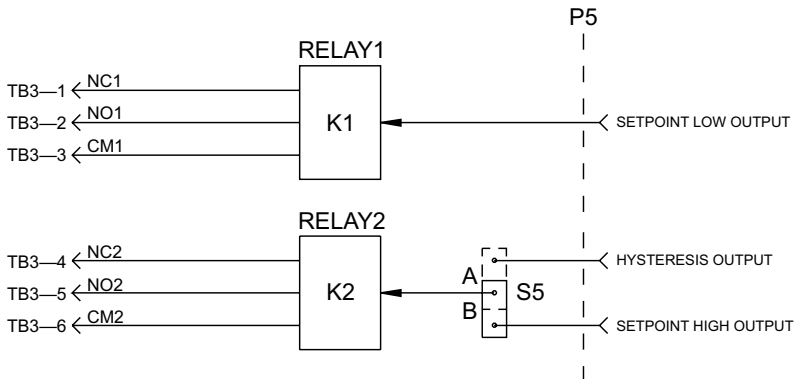 P5
RELAY1
TB3—1 NC1
TB3—2 NO1 K1 SETPOINT LOW OUTPUT
TB3—3 CM1
RELAY2
TB3—4 NC2 HYSTERESIS OUTPUT
A
TB3—5 NO2 K2 S5
B
TB3—6 CM2 SETPOINT HIGH OUTPUT